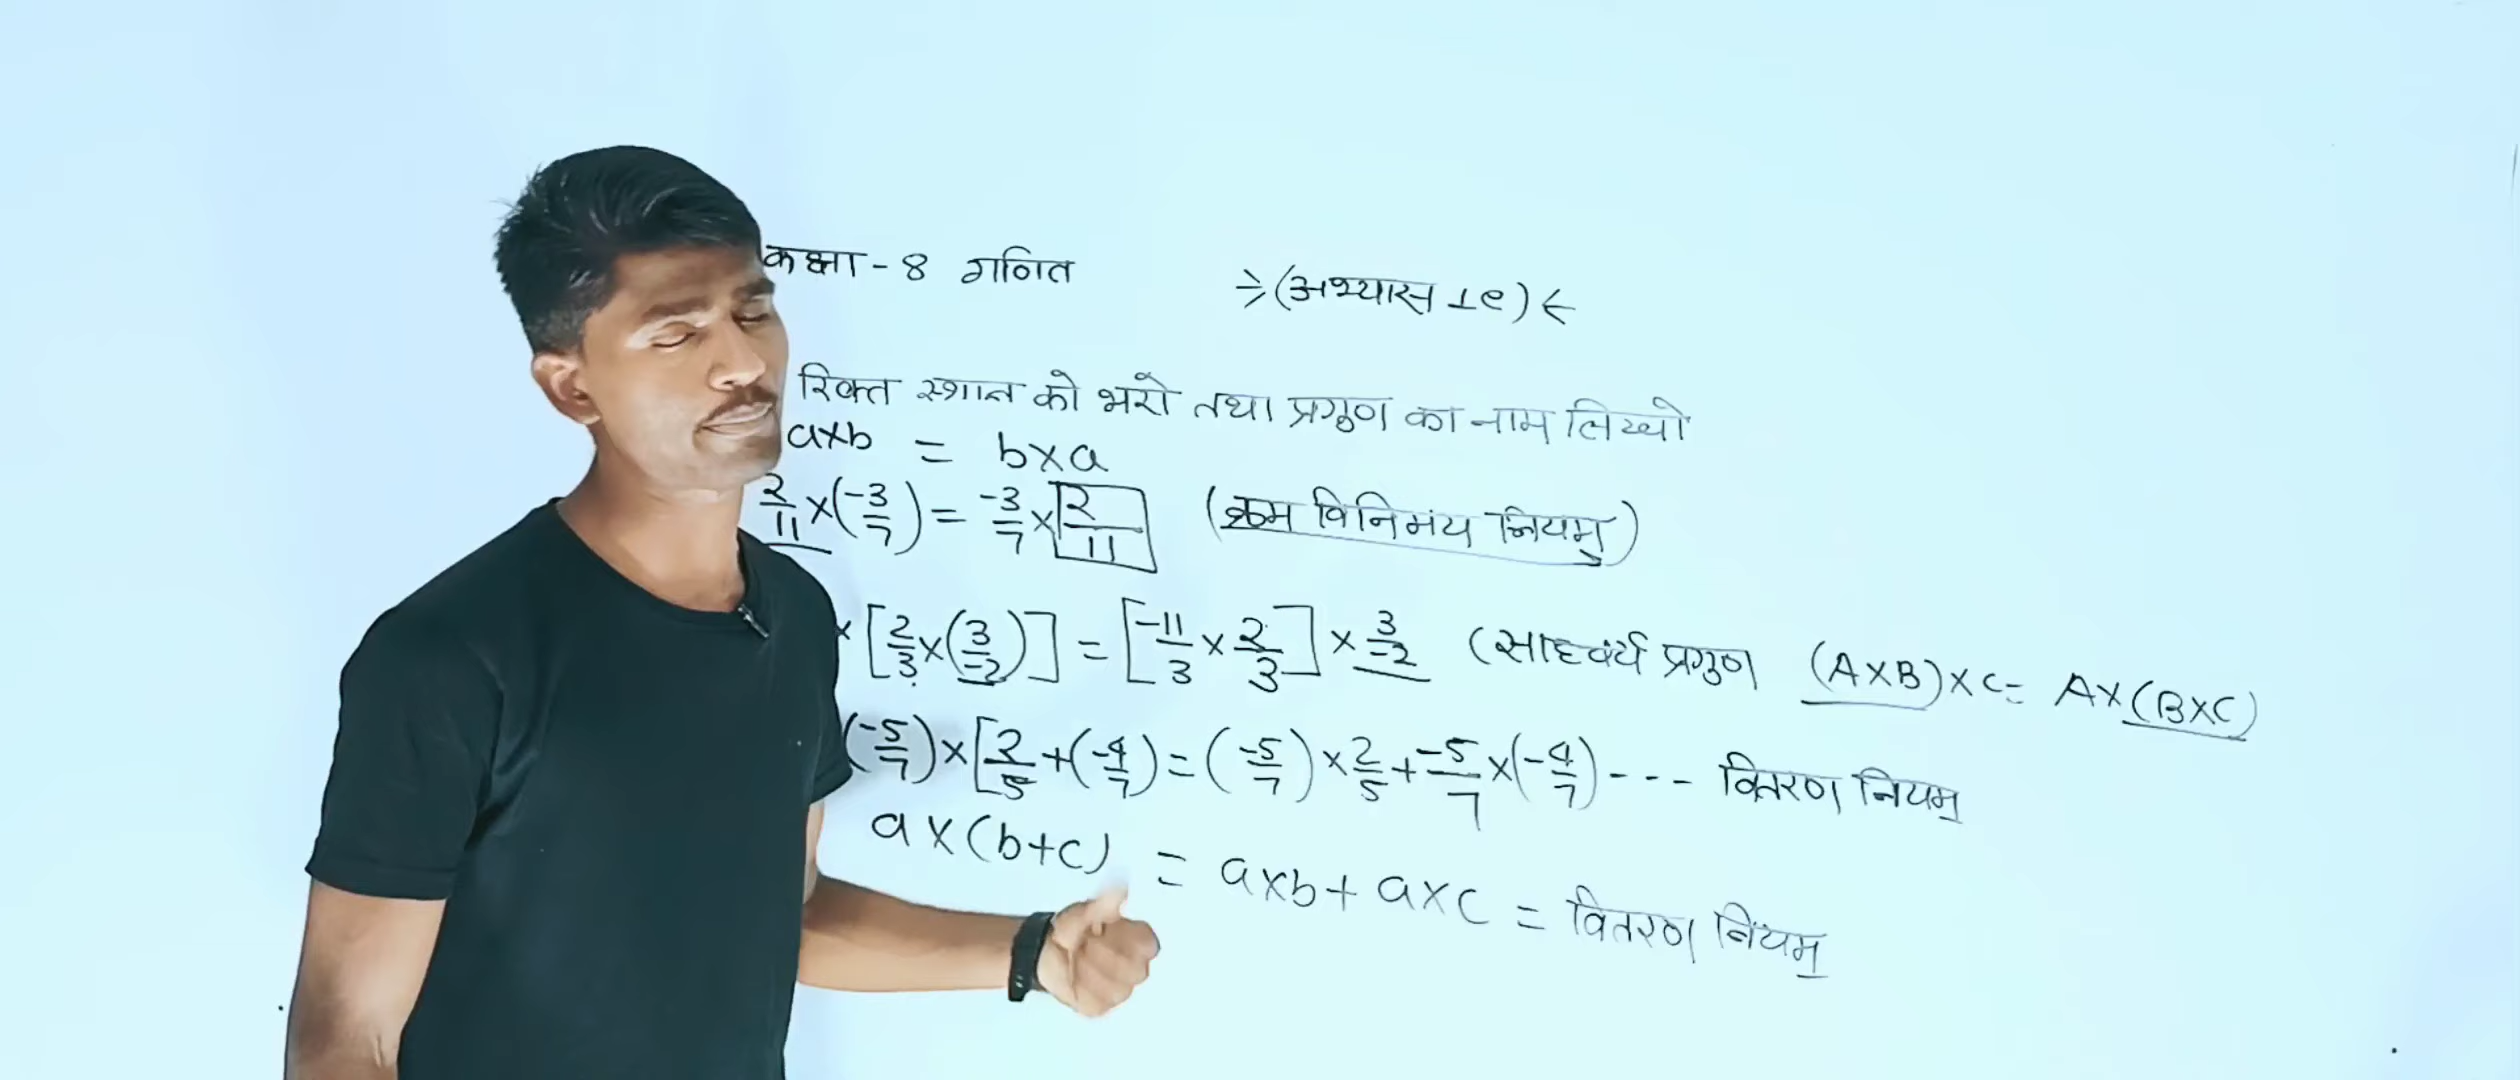 कक्षा - 8 गणित ⇒(अभ्यास 1e)⇐
रिक्त स्थान को भरो तथा प्रगुण का नाम लिखो
a×b = b×a
2/11 × (-3/7) = -3/7 × 2/11 (क्रम विनिमय नियम)
× [2/3 × (3/-2)] = [-11/3 × 2/3] × 3/-2 (साहचर्य प्रगुण (A×B)×C = A×(B×C)
(-5/7) × [2/5 + (-4/7) = (-5/7) × 2/5 + -5/7 × (-4/7) --- वितरण नियम
a×(b+c) = a×b + a×c = वितरण नियम